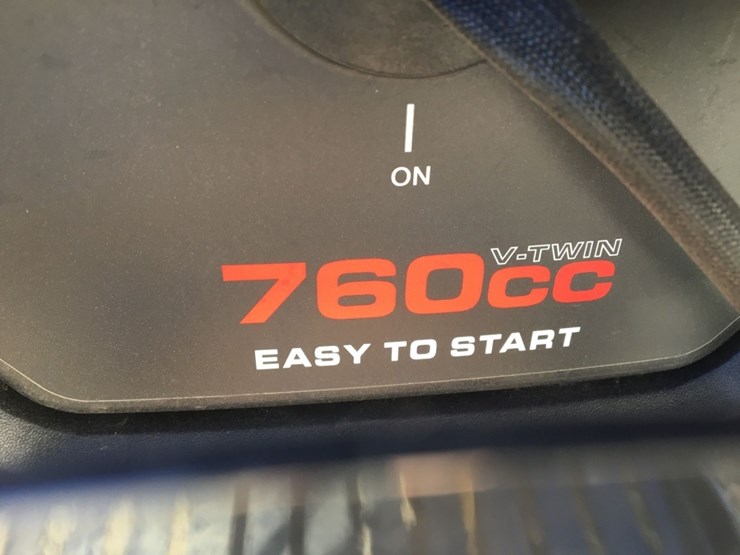 ON
V-TWIN
760CC
EASY TO START